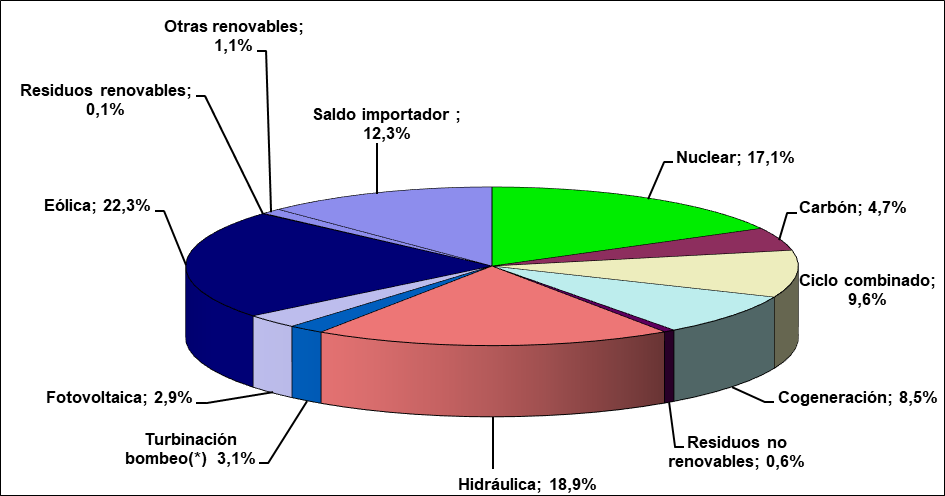 Otras renovables;
1,1%
Residuos renovables;
0,1%
Saldo importador ;
12,3%
Nuclear; 17,1%
Eólica; 22,3%
Carbón; 4,7%
Ciclo combinado;
9,6%
Fotovoltaica; 2,9%
Cogeneración; 8,5%
Turbinación
bombeo(*) 3,1%
Residuos no
renovables; 0,6%
Hidráulica; 18,9%